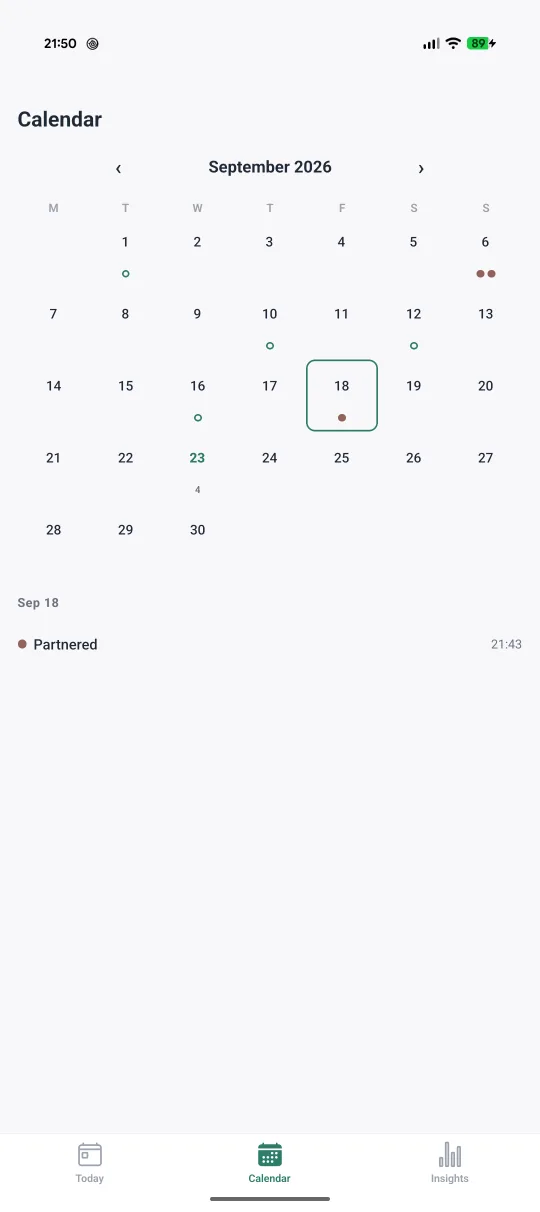 21:50
89
Calendar
‹ September 2026 ›
M T W T F S S
1 2 3 4 5 6
7 8 9 10 11 12 13
14 15 16 17 18 19 20
21 22 23 24 25 26 27
4
28 29 30
Sep 18
Partnered 21:43
Today Calendar Insights